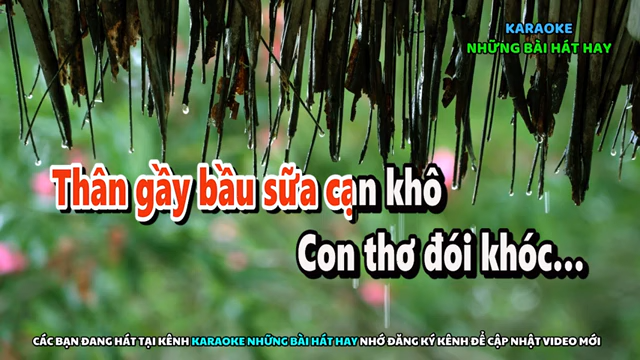 KARAOKE
NHỮNG BÀI HÁT HAY
Thân gầy bầu sữa cạn khô
Con thơ đói khóc...
CÁC BẠN ĐANG HÁT TẠI KÊNH KARAOKE NHỮNG BÀI HÁT HAY NHỚ ĐĂNG KÝ KÊNH ĐỂ CẬP NHẬT VIDEO MỚI